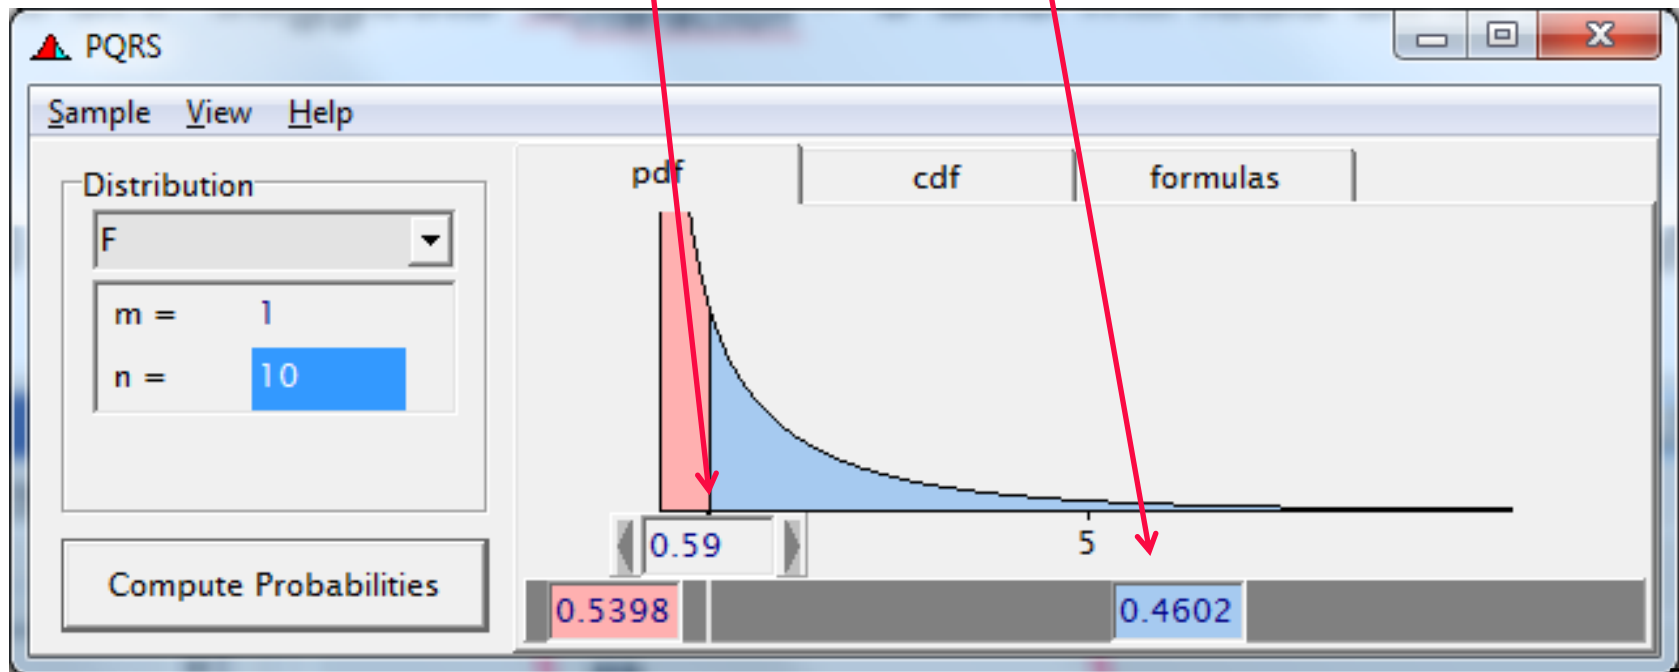 PQRS
Sample View Help
Distribution
F
m = 1
n = 10
Compute Probabilities
pdf cdf formulas
0.59
5
0.5398
0.4602